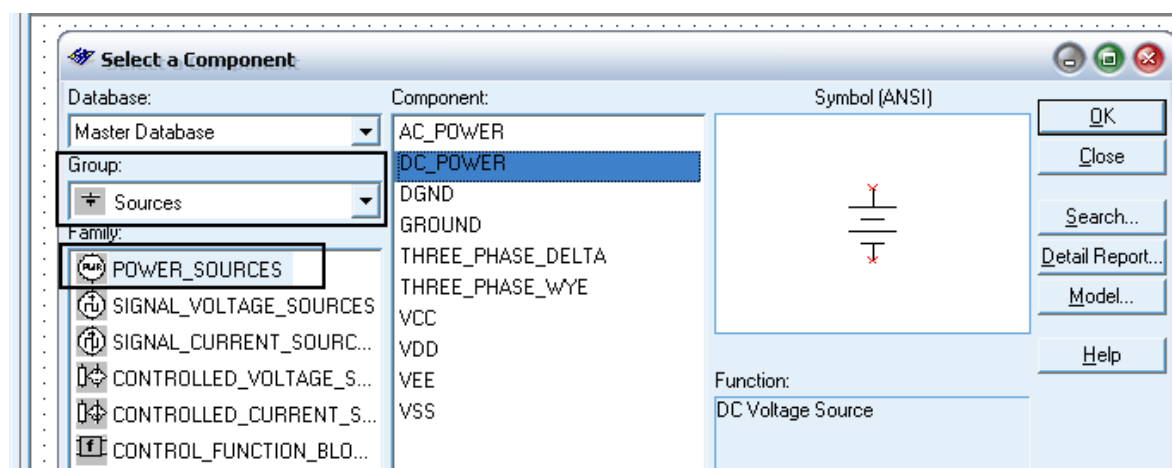 Select a Component
Database:
Master Database
Group:
Sources
Family:
POWER_SOURCES
SIGNAL_VOLTAGE_SOURCES
SIGNAL_CURRENT_SOURC...
CONTROLLED_VOLTAGE_S...
CONTROLLED_CURRENT_S...
CONTROL_FUNCTION_BLO...
Component:
AC_POWER
DC_POWER
DGND
GROUND
THREE_PHASE_DELTA
THREE_PHASE_WYE
VCC
VDD
VEE
VSS
Symbol (ANSI)
Function:
DC Voltage Source
OK
Close
Search...
Detail Report...
Model...
Help